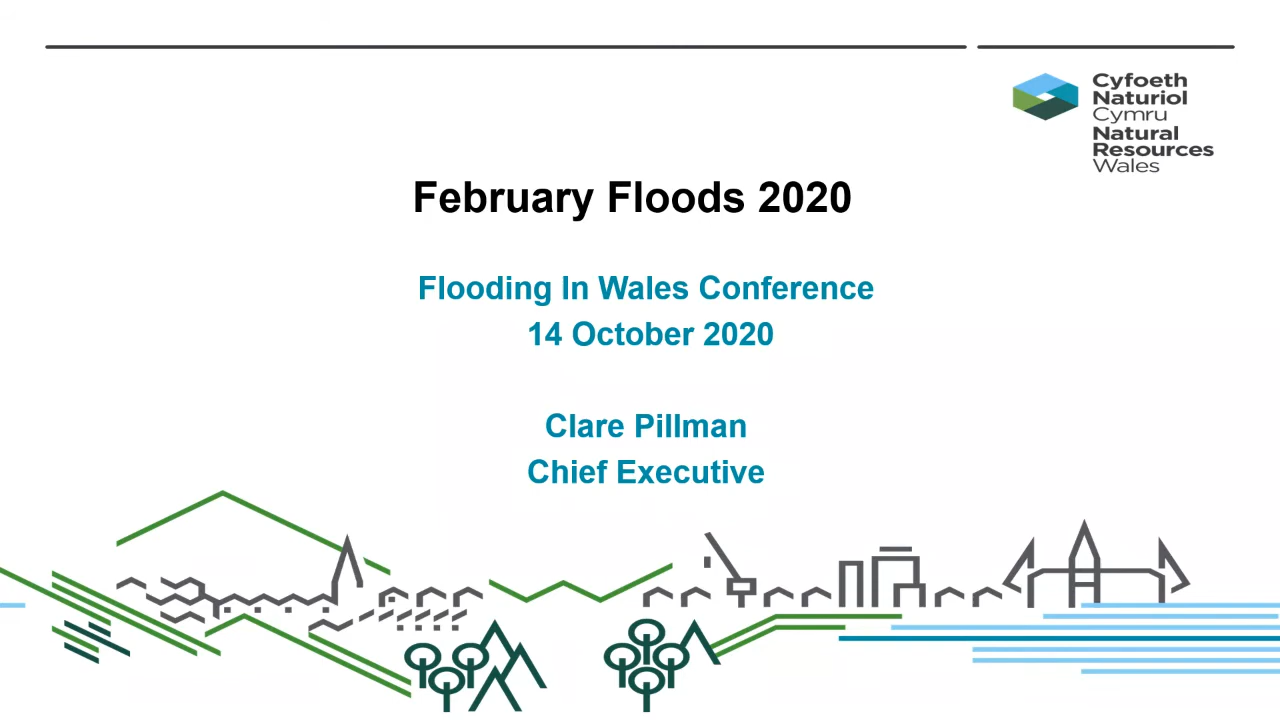 Cyfoeth
Naturiol
Cymru
Natural
Resources
Wales
February Floods 2020
Flooding In Wales Conference
14 October 2020
Clare Pillman
Chief Executive